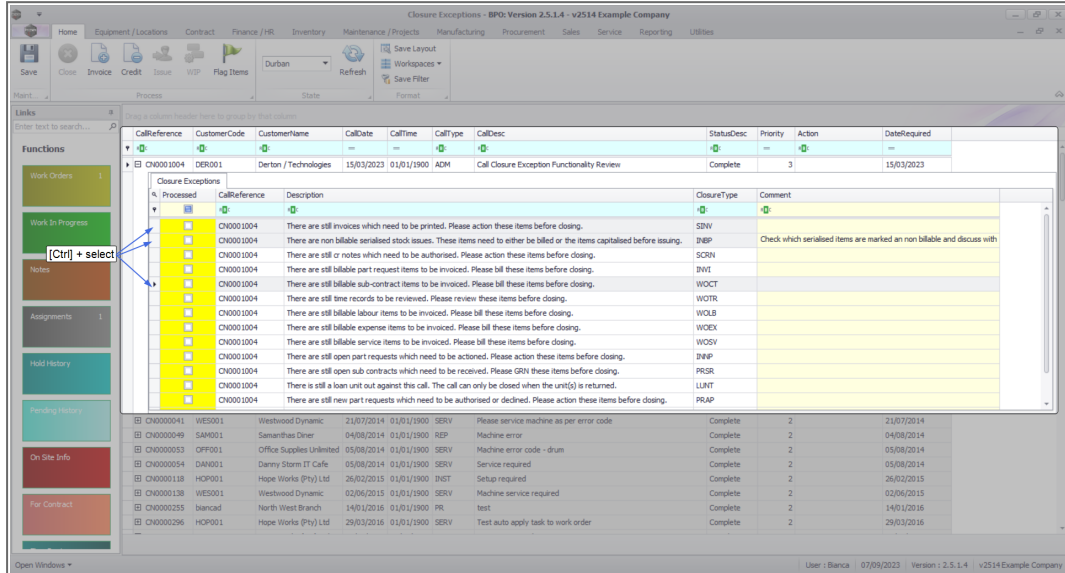 Closure Exceptions - BPO: Version 2.5.1.4 - v2514 Example Company
Home Equipment / Locations Contract Finance / HR Inventory Maintenance / Projects Manufacturing Procurement Sales Service Reporting Utilities
Save Close Invoice Credit Issue WIP Flag Items Durban Refresh Save Layout
Workspaces
Save Filter
Maint... Process State Format
Links
Drag a column header here to group by that column
Enter text to search...
CallReference CustomerCode CustomerName CallDate CallTime CallType CallDesc StatusDesc Priority Action DateRequired
Functions
CN0001004 DER001 Derton / Technologies 15/03/2023 01/01/1900 ADM Call Closure Exception Functionality Review Complete 3 15/03/2023
Work Orders 1
Closure Exceptions
Processed CallReference Description ClosureType Comment
Work In Progress
CN0001004 There are still invoices which need to be printed. Please action these items before closing. SINV
CN0001004 There are non billable serialised stock issues. These items need to either be billed or the items capitalised before issuing. INBP Check which serialised items are marked an non billable and discuss with
[Ctrl] + select
CN0001004 There are still cr notes which need to be authorised. Please action these items before closing. SCRN
Notes
CN0001004 There are still billable part request items to be invoiced. Please bill these items before closing. INVI
CN0001004 There are still billable sub-contract items to be invoiced. Please bill these items before closing. WOCT
CN0001004 There are still time records to be reviewed. Please review these items before closing. WOTR
Assignments 1
CN0001004 There are still billable labour items to be invoiced. Please bill these items before closing. WOLB
CN0001004 There are still billable expense items to be invoiced. Please bill these items before closing. WOEX
CN0001004 There are still billable service items to be invoiced. Please bill these items before closing. WOSV
CN0001004 There are still open part requests which need to be actioned. Please action these items before closing. INNP
Hold History
CN0001004 There are still open sub contracts which need to be received. Please GRN these items before closing. PRSR
CN0001004 There is still a loan unit out against this call. The call can only be closed when the unit(s) is returned. LUNT
CN0001004 There are still new part requests which need to be authorised or declined. Please action these items before closing. PRAP
Pending History
CN0000041 WES001 Westwood Dynamic 21/07/2014 01/01/1900 SERV Please service machine as per error code Complete 2 21/07/2014
CN0000049 SAM001 Samanthas Diner 04/08/2014 01/01/1900 REP Machine error Complete 2 04/08/2014
CN0000053 OFF001 Office Supplies Unlimited 05/08/2014 01/01/1900 SERV Machine error code - drum Complete 2 05/08/2014
On Site Info
CN0000054 DAN001 Danny Storm IT Cafe 05/08/2014 01/01/1900 SERV Service required Complete 2 05/08/2014
CN0000118 HOP001 Hope Works (Pty) Ltd 26/02/2015 01/01/1900 INST Setup required Complete 2 26/02/2015
CN0000138 WES001 Westwood Dynamic 02/06/2015 01/01/1900 SERV Machine service required Complete 2 02/06/2015
For Contract
CN0000255 biancad North West Branch 14/01/2016 01/01/1900 PR test Complete 2 14/01/2016
CN0000296 HOP001 Hope Works (Pty) Ltd 29/03/2016 01/01/1900 SERV Test auto apply task to work order Complete 2 29/03/2016
Open Windows User : Bianca 07/09/2023 Version : 2.5.1.4 v2514 Example Company